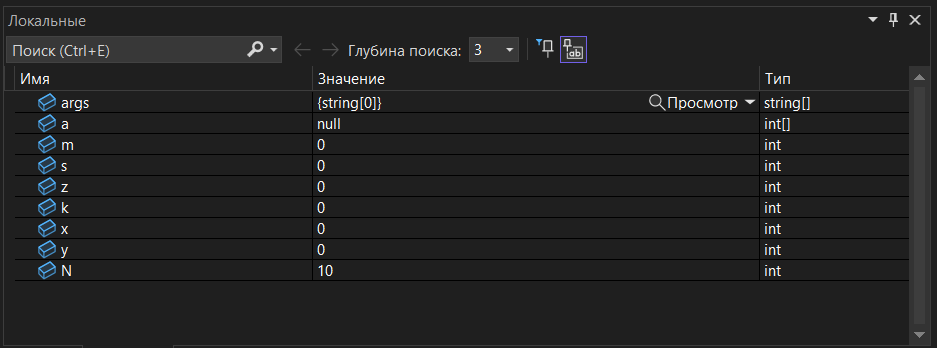 Локальные
Поиск (Ctrl+E) Глубина поиска: 3
Имя Значение Тип
args {string[0]} Просмотр string[]
a null int[]
m 0 int
s 0 int
z 0 int
k 0 int
x 0 int
y 0 int
N 10 int